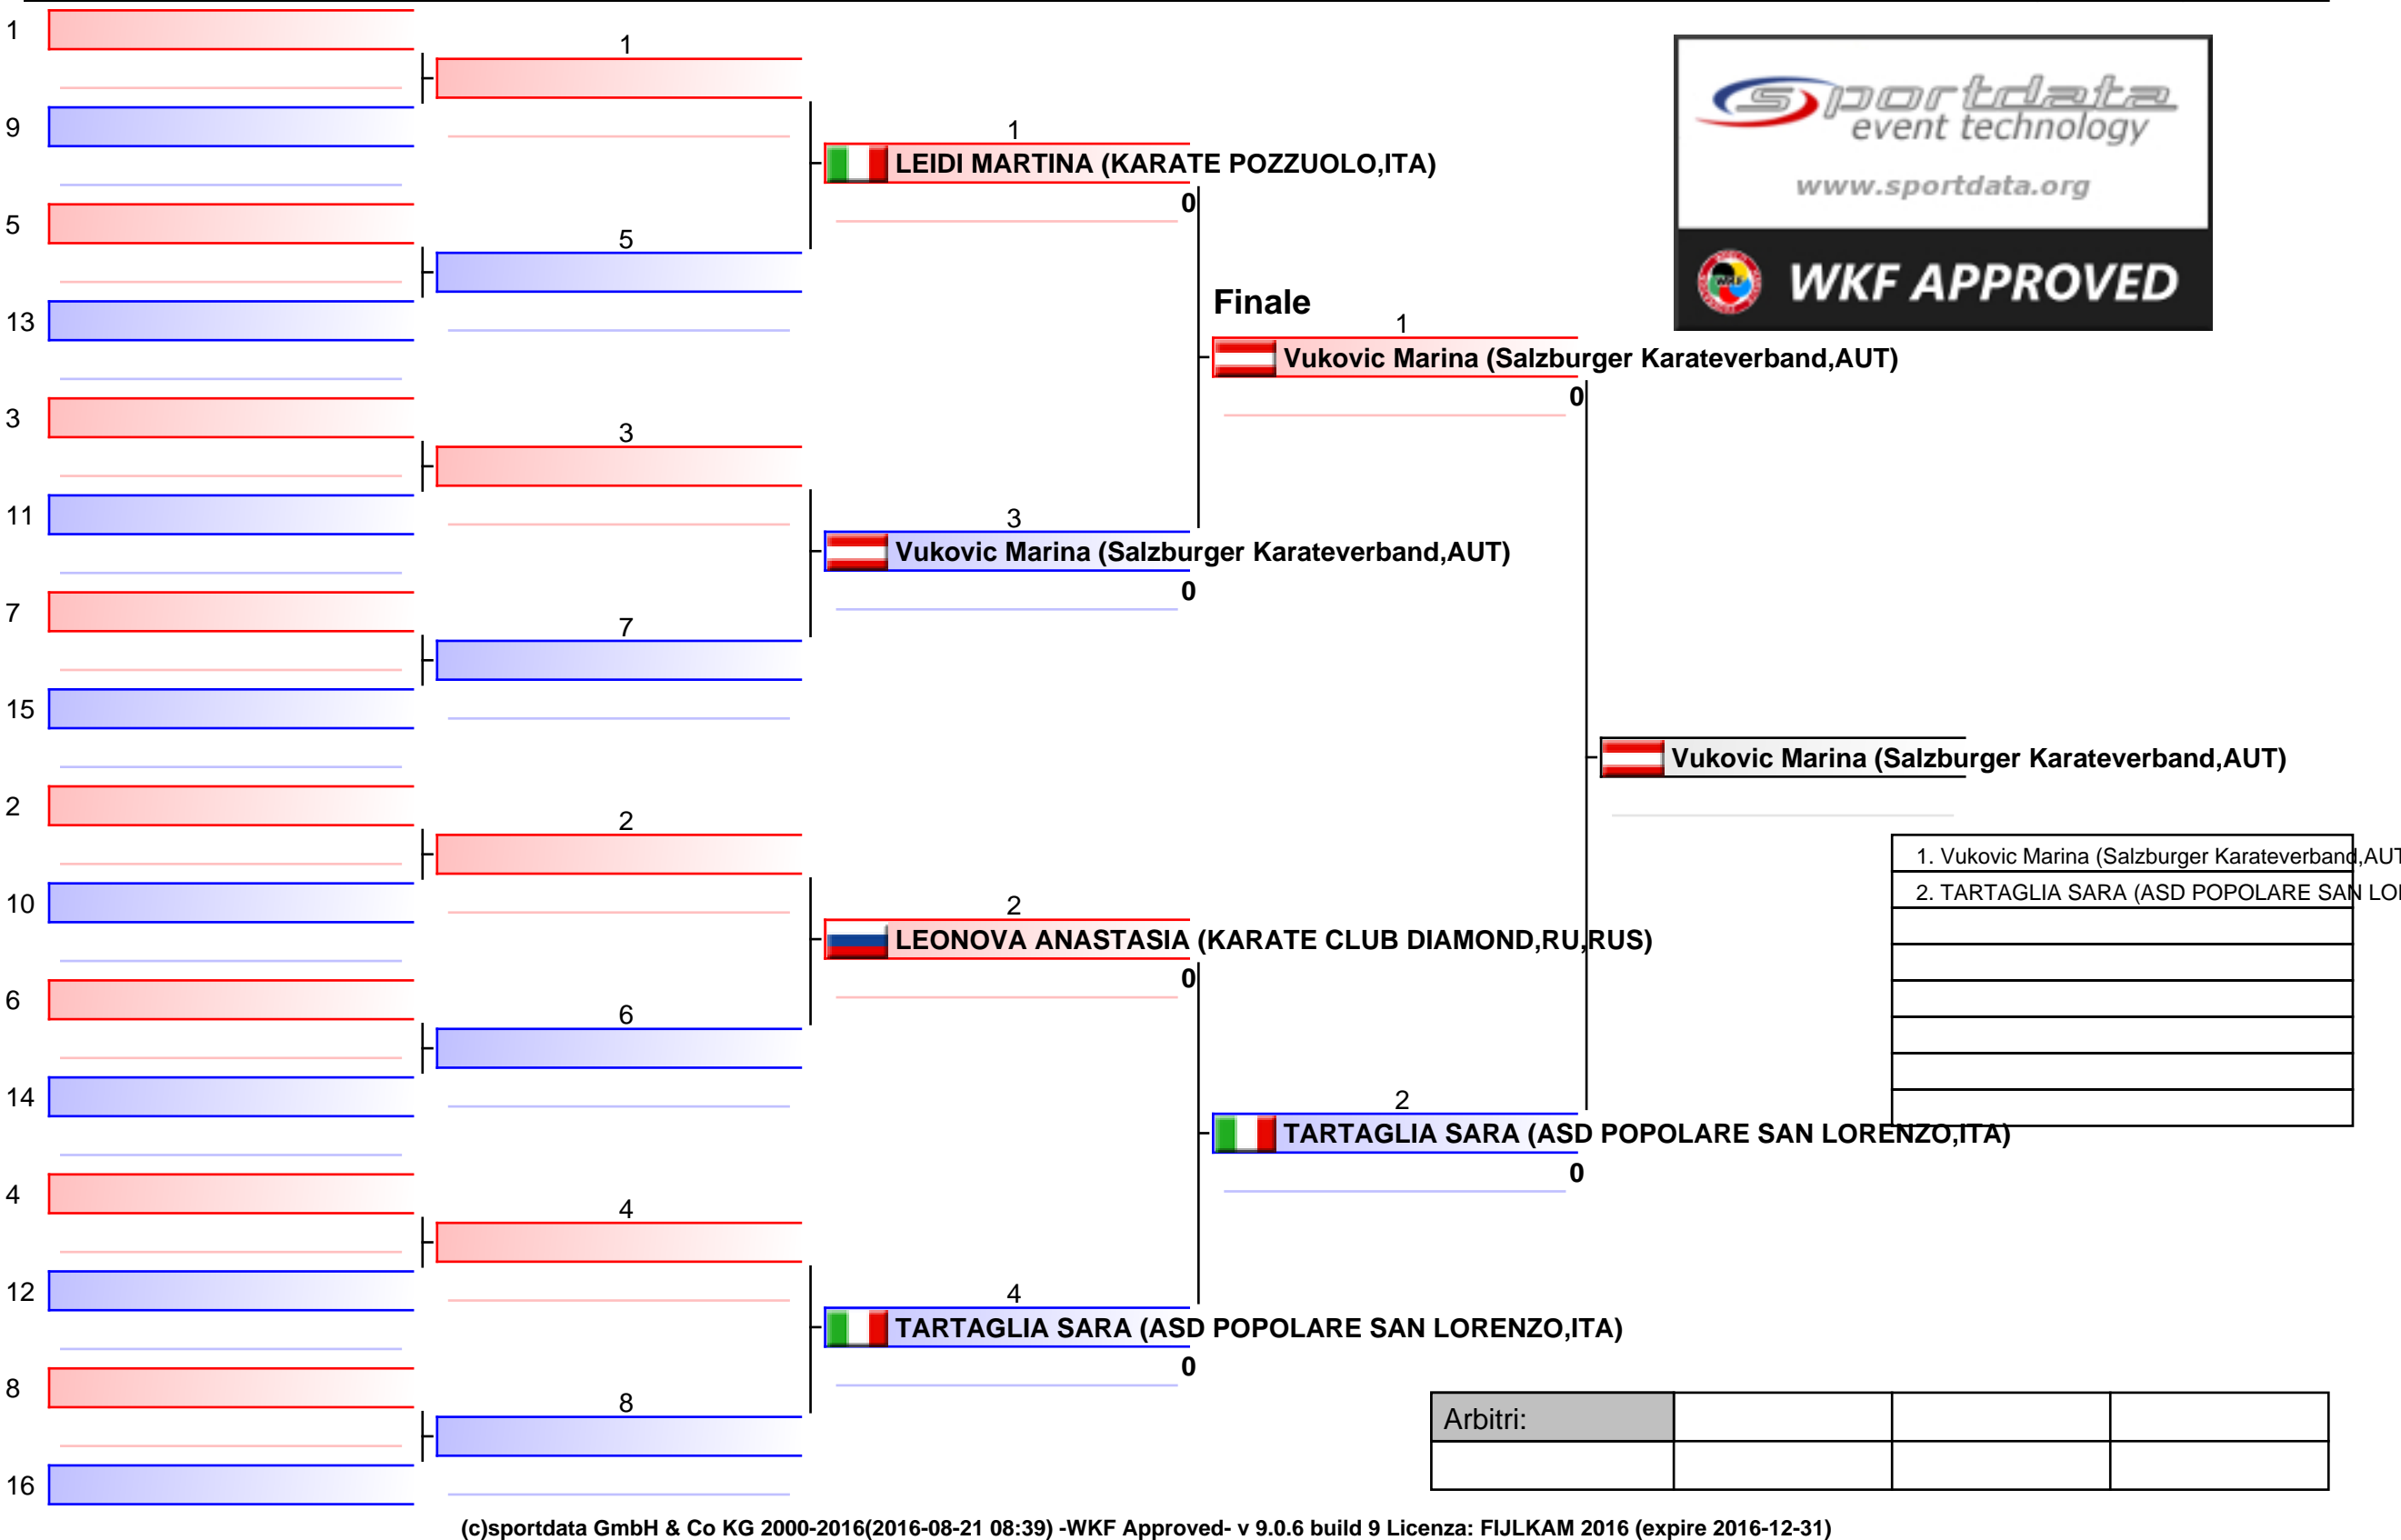 1
9
5
13
3
11
7
15
2
10
6
14
4
12
8
16
1
5
3
7
2
6
4
8
1
LEIDI MARTINA (KARATE POZZUOLO,ITA)
0
3
Vukovic Marina (Salzburger Karateverband,AUT)
0
2
LEONOVA ANASTASIA (KARATE CLUB DIAMOND,RU,RUS)
0
4
TARTAGLIA SARA (ASD POPOLARE SAN LORENZO,ITA)
0
Finale
1
Vukovic Marina (Salzburger Karateverband,AUT)
0
2
TARTAGLIA SARA (ASD POPOLARE SAN LORENZO,ITA)
0
Vukovic Marina (Salzburger Karateverband,AUT)
sportdata
event technology
www.sportdata.org
WKF APPROVED
1. Vukovic Marina (Salzburger Karateverband,AUT
2. TARTAGLIA SARA (ASD POPOLARE SAN LO
Arbitri:
(c)sportdata GmbH & Co KG 2000-2016(2016-08-21 08:39) -WKF Approved- v 9.0.6 build 9 Licenza: FIJLKAM 2016 (expire 2016-12-31)